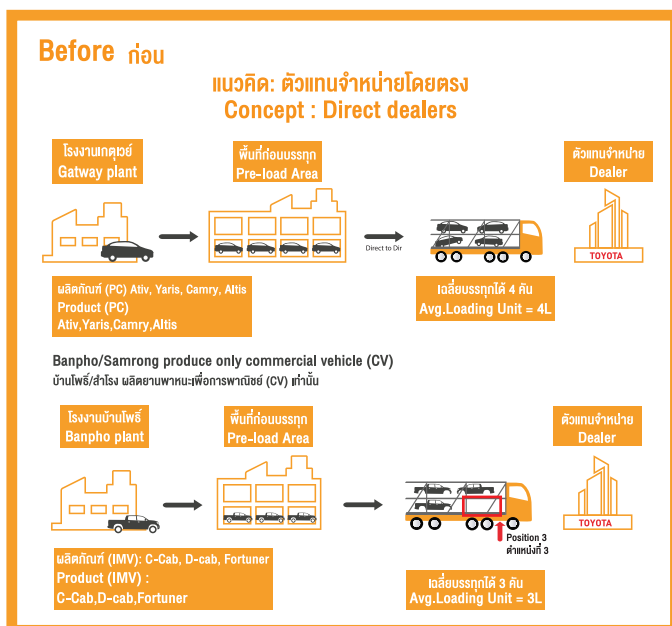 Before ก่อน
แนวคิด: ตัวแทนจำหน่ายโดยตรง
Concept : Direct dealers
โรงงานเกตุเวย์
Gatway plant
พื้นที่ก่อนบรรทุก
Pre-load Area
ตัวแทนจำหน่าย
Dealer
Direct to Dlr
TOYOTA
ผลิตภัณฑ์ (PC) Ativ, Yaris, Camry, Altis
Product (PC)
Ativ,Yaris,Camry,Altis
เฉลี่ยบรรทุกได้ 4 คัน
Avg.Loading Unit = 4L
Banpho/Samrong produce only commercial vehicle (CV)
บ้านโพธิ์/สำโรง ผลิตยานพาหนะเพื่อการพาณิชย์ (CV) เท่านั้น
โรงงานบ้านโพธิ์
Banpho plant
พื้นที่ก่อนบรรทุก
Pre-load Area
ตัวแทนจำหน่าย
Dealer
TOYOTA
Position 3
ตำแหน่งที่ 3
ผลิตภัณฑ์ (IMV): C-Cab, D-cab, Fortuner
Product (IMV) :
C-Cab,D-cab,Fortuner
เฉลี่ยบรรทุกได้ 3 คัน
Avg.Loading Unit = 3L